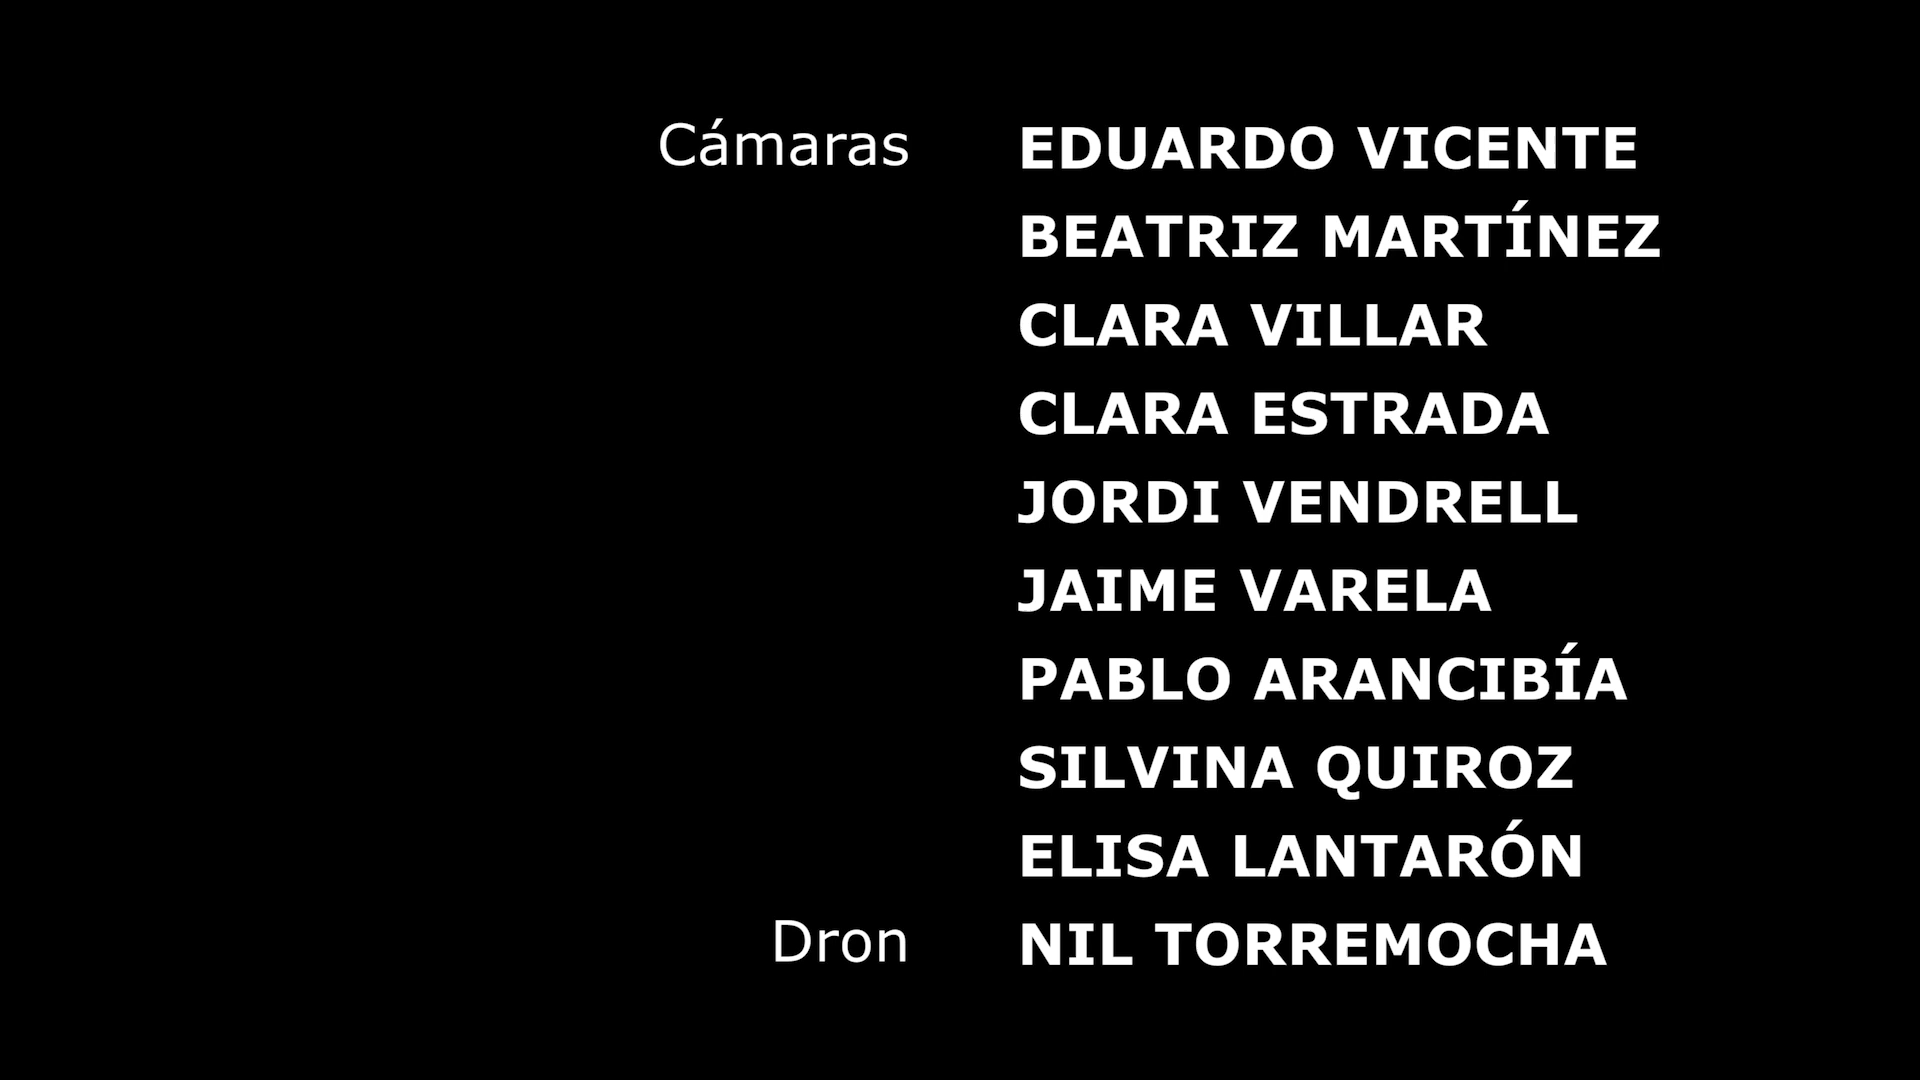 Cámaras EDUARDO VICENTE
BEATRIZ MARTÍNEZ
CLARA VILLAR
CLARA ESTRADA
JORDI VENDRELL
JAIME VARELA
PABLO ARANCIBÍA
SILVINA QUIROZ
ELISA LANTARÓN
Dron NIL TORREMOCHA